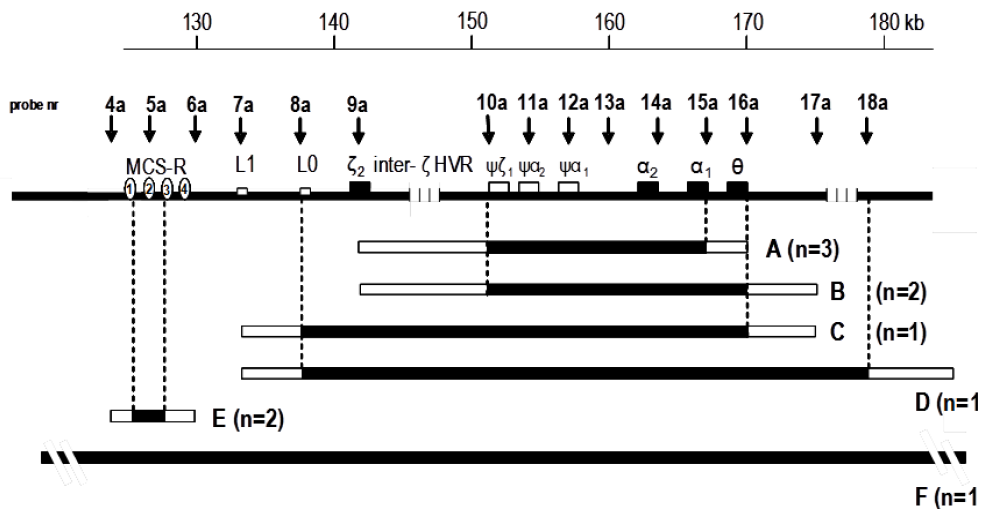 130 140 150 160 170 180 kb
probe nr 4a 5a 6a 7a 8a 9a 10a 11a 12a 13a 14a 15a 16a 17a 18a
MCS-R L1 L0 ζ2 inter- ζ HVR ψζ1 ψα2 ψα1 α2 α1 θ
1 2 3 4
A (n=3)
B (n=2)
C (n=1)
D (n=1
E (n=2)
F (n=1